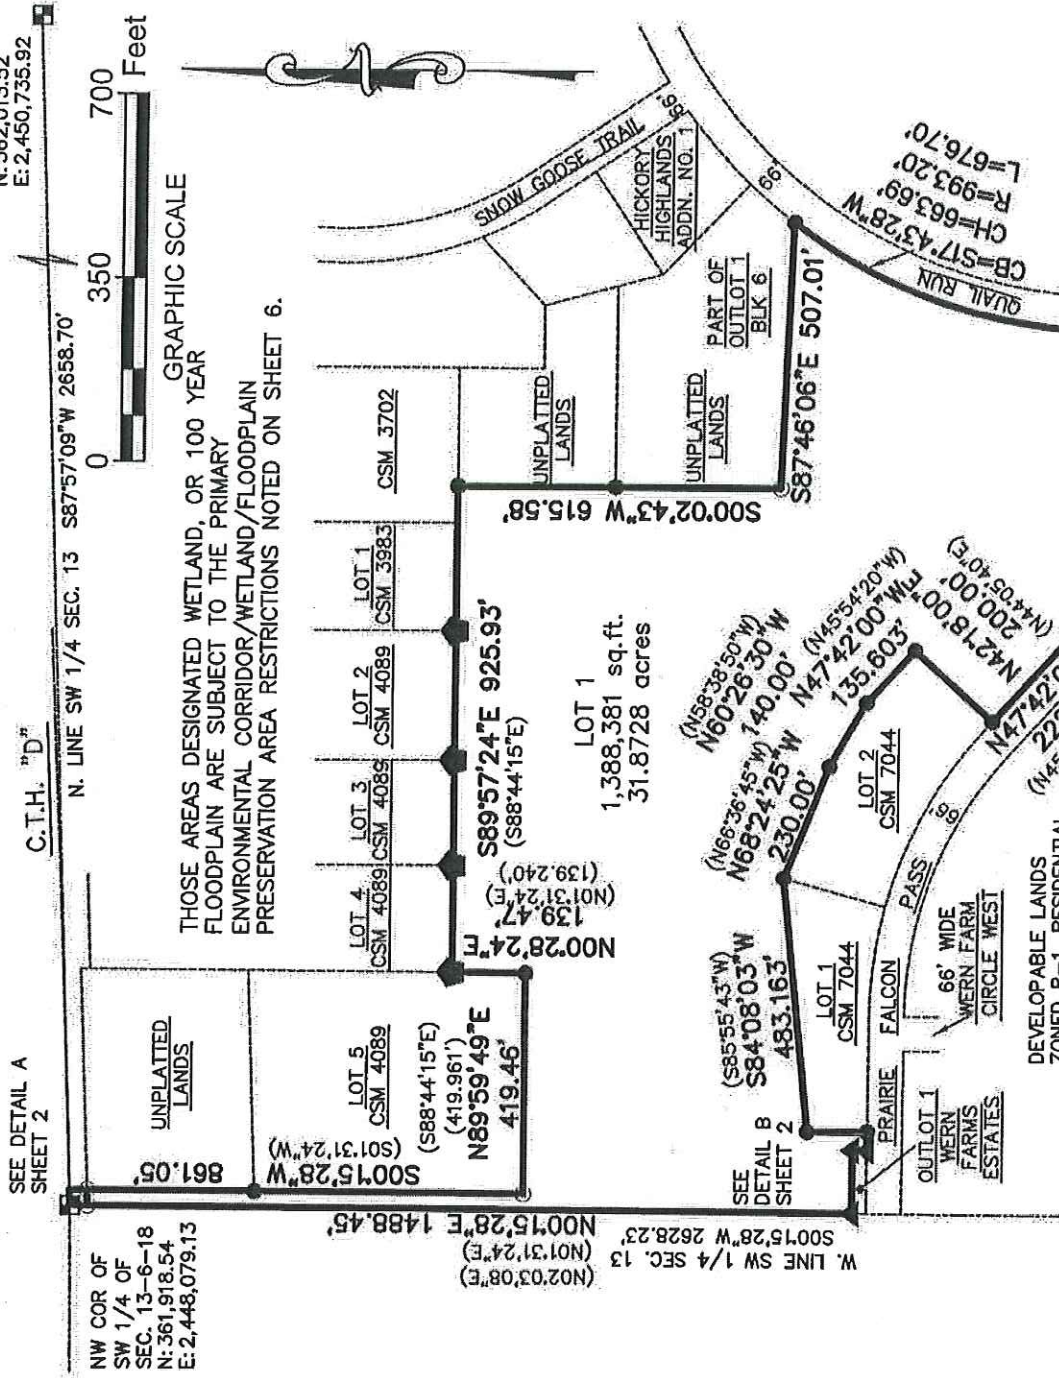 N:362,013.52
E:2,450,735.92
C.T.H. "D"
N. LINE SW 1/4 SEC. 13 S87°57'09"W 2658.70'
SEE DETAIL A
SHEET 2
NW COR OF
SW 1/4 OF
SEC. 13-6-18
N:361,918.54
E:2,448,079.13
0 350 700
Feet
GRAPHIC SCALE
THOSE AREAS DESIGNATED WETLAND, OR 100 YEAR
FLOODPLAIN ARE SUBJECT TO THE PRIMARY
ENVIRONMENTAL CORRIDOR/WETLAND/FLOODPLAIN
PRESERVATION AREA RESTRICTIONS NOTED ON SHEET 6.
UNPLATTED
LANDS
861.05'
S00°15'28"W
(S01°31'24"W)
LOT 5
CSM 4089
(S88°44'15"E)
(419.961')
N89°59'49"E
419.46'
LOT 4
CSM 4089
LOT 3
CSM 4089
LOT 2
CSM 4089
LOT 1
CSM 3983
CSM 3702
SNOW GOOSE TRAIL
66'
HICKORY
HIGHLANDS
ADDN. NO. 1
66'
N00°28'24"E
139.47'
(N01°31'24"E)
(139.240')
S89°57'24"E 925.93'
(S88°44'15"E)
LOT 1
1,388,381 sq.ft.
31.8728 acres
S00°02'43"W 615.58'
UNPLATTED
LANDS
UNPLATTED
LANDS
PART OF
OUTLOT 1
BLK 6
S87°46'06"E 507.01'
QUAIL RUN
CB=S17°43'28"W
CH=663.69'
R=993.20'
L=676.70'
N00°15'28"E 1488.45'
(N01°31'24"E)
(N02°03'08"E)
W. LINE SW 1/4 SEC. 13
S00°15'28"W 2628.23'
SEE
DETAIL B
SHEET 2
(S85°55'43"W)
S84°08'03"W
483.163'
(N66°36'45"W)
N68°24'25"W
230.00'
(N58°38'50"W)
N60°26'30"W
140.00'
(N45°54'20"W)
N47°42'00"W
135.603'
(N44°05'40"E)
N42°18'00"E
200.00'
N47°42'0
22
(N45
LOT 1
CSM 7044
LOT 2
CSM 7044
PRAIRIE FALCON PASS
66'
OUTLOT 1
WERN
FARMS
ESTATES
66' WIDE
WERN FARM
CIRCLE WEST
DEVELOPABLE LANDS
ZONED R-1 RESIDENTIAL